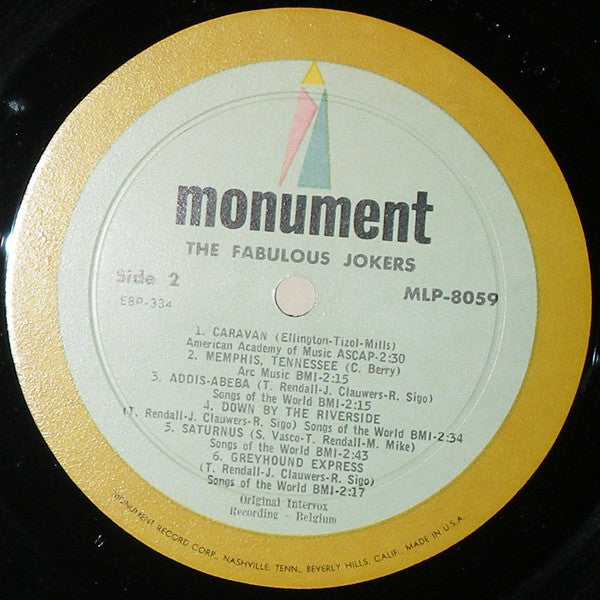 monument
THE FABULOUS JOKERS
Side 2
MLP-8059
EBP-334
1. CARAVAN (Ellington-Tizol-Mills)
American Academy of Music ASCAP-2:30
2. MEMPHIS, TENNESSEE (C. Berry)
Arc Music BMI-2:15
3. ADDIS-ABEBA (T. Rendall-J. Clauwers-R. Sigo)
Songs of the World BMI-2:15
4. DOWN BY THE RIVERSIDE
(T. Rendall-J. Clauwers-R. Sigo) Songs of the World BMI-2:34
5. SATURNUS (S. Vasco-T. Rendall-M. Mike)
Songs of the World BMI-2:43
6. GREYHOUND EXPRESS
(T. Rendall-J. Clauwers-R. Sigo)
Songs of the World BMI-2:17
Original Intervox
Recording - Belgium
MONUMENT RECORD CORP., NASHVILLE, TENN., BEVERLY HILLS, CALIF., MADE IN U.S.A.